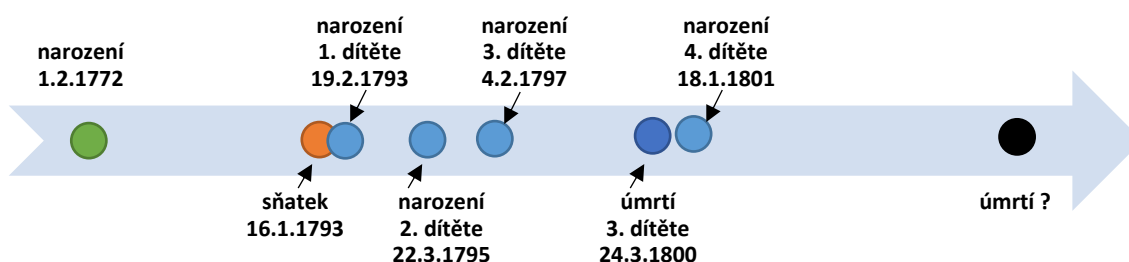 narození
1.2.1772
narození
1. dítěte
19.2.1793
narození
3. dítěte
4.2.1797
narození
4. dítěte
18.1.1801
sňatek
16.1.1793
narození
2. dítěte
22.3.1795
úmrtí
3. dítěte
24.3.1800
úmrtí ?